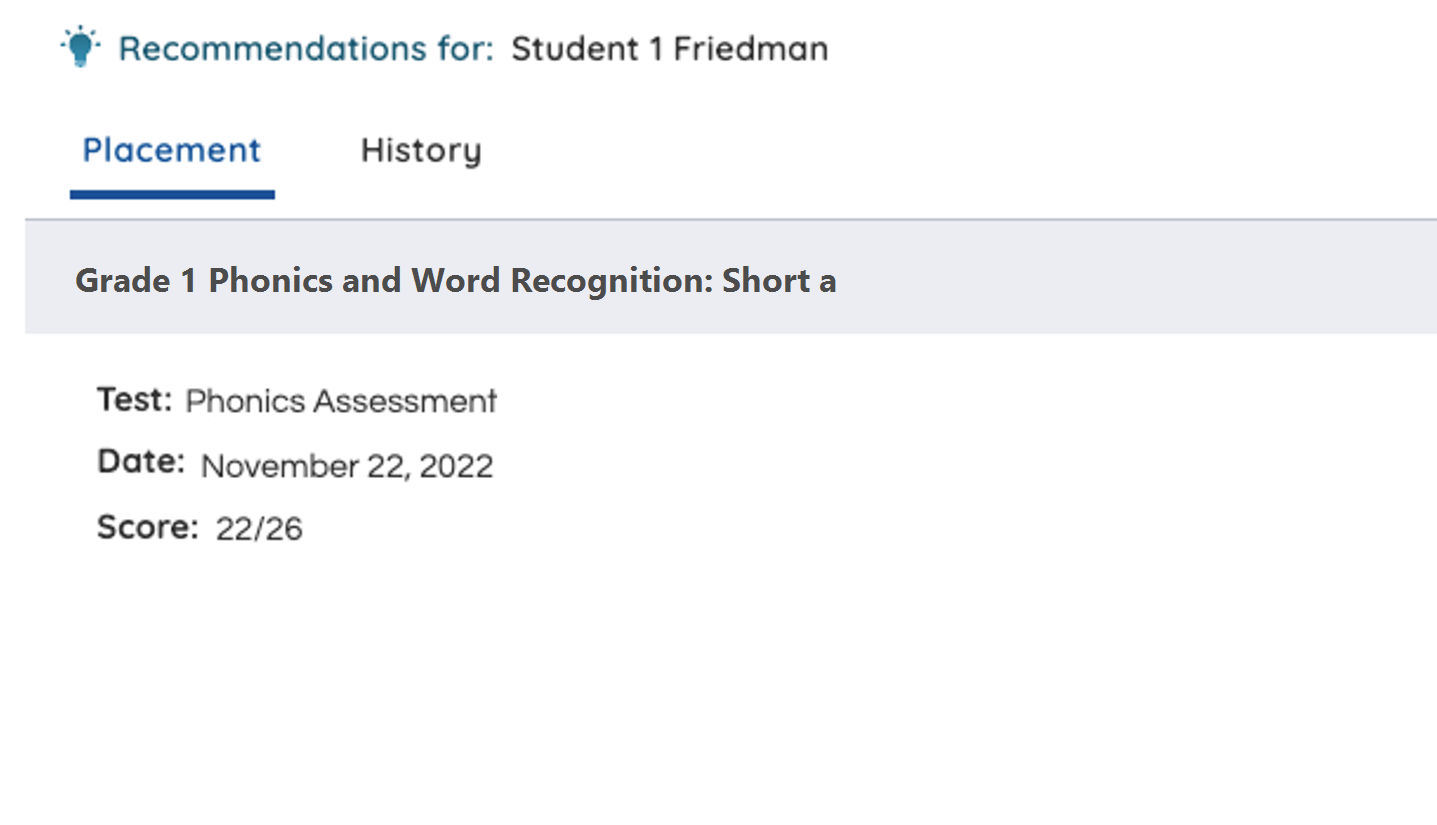 Recommendations for: Student 1 Friedman
Placement History
Grade 1 Phonics and Word Recognition: Short a
Test: Phonics Assessment
Date: November 22, 2022
Score: 22/26